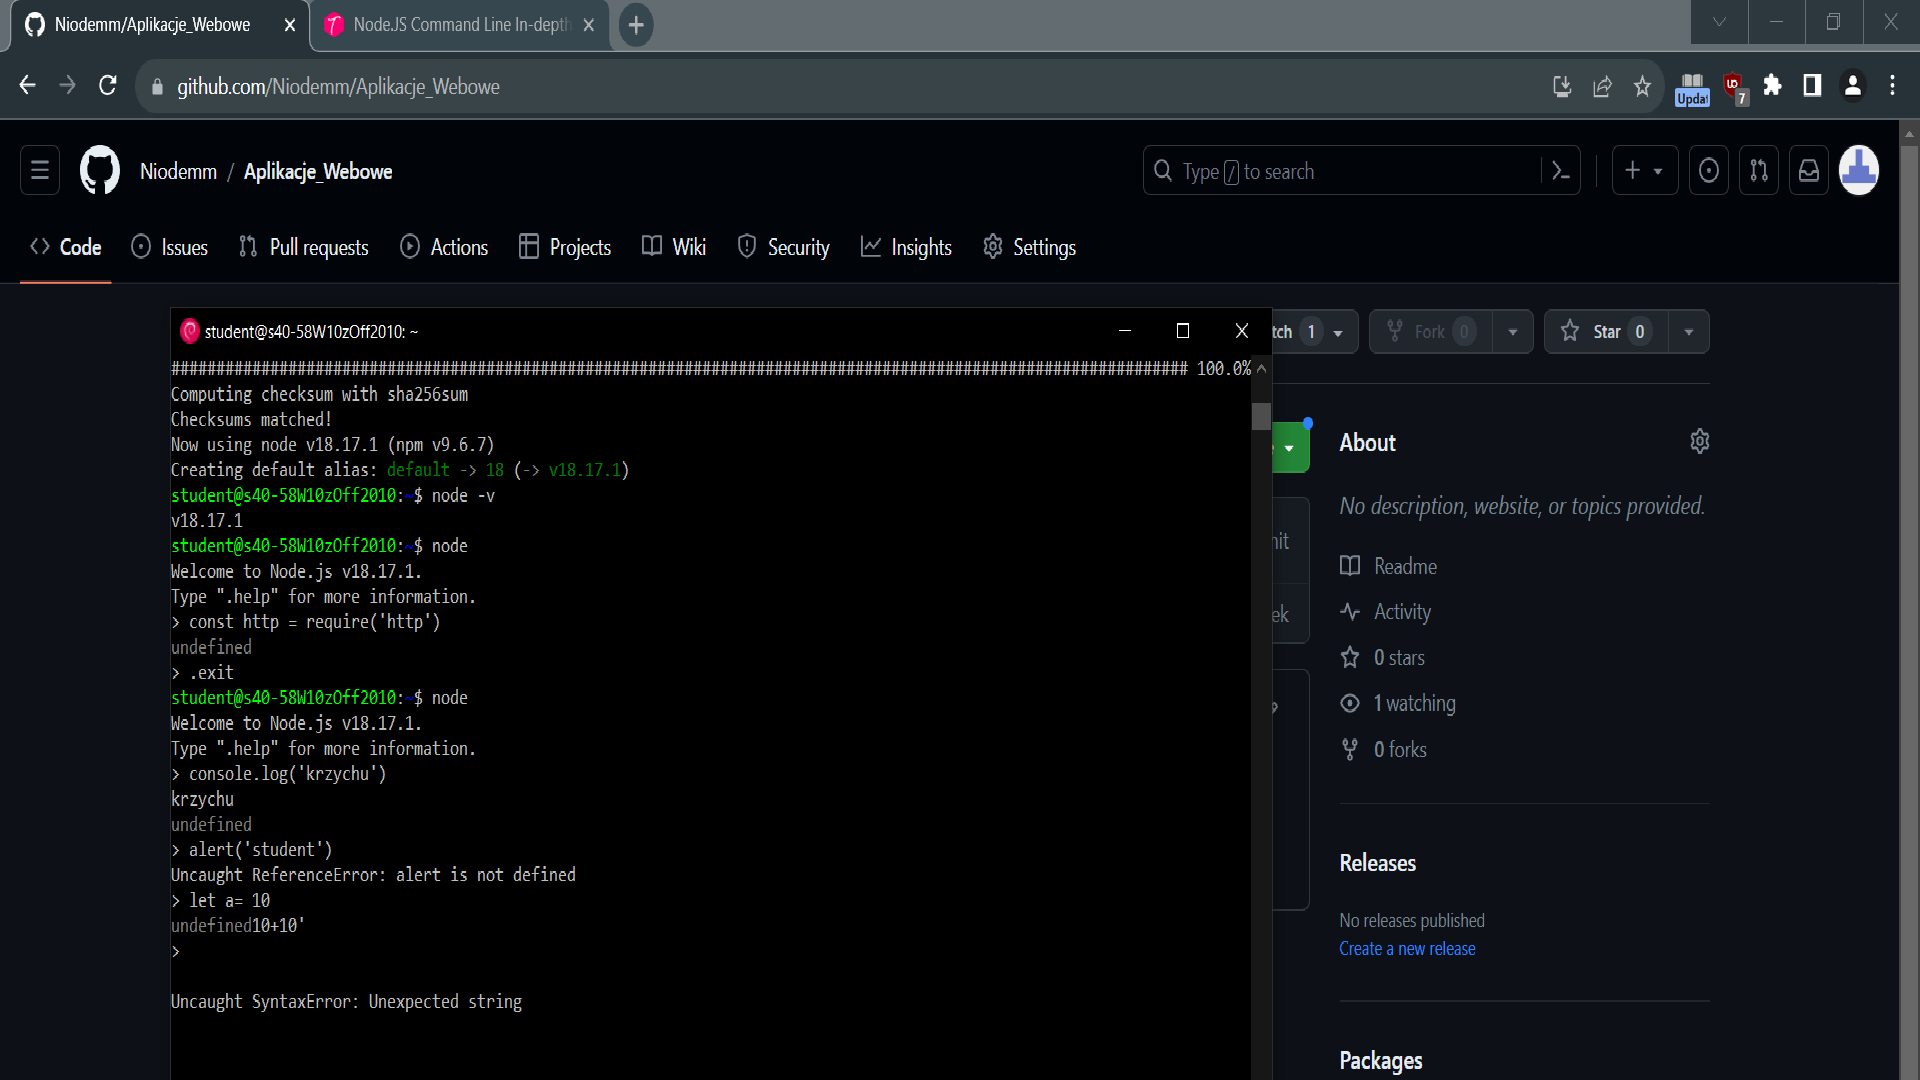 Niodemm/Aplikacje_Webowe
NodeJS Command Line In-depth
github.com/Niodemm/Aplikacje_Webowe
Updat
7
Niodemm / Aplikacje_Webowe
Type / to search
Code
Issues
Pull requests
Actions
Projects
Wiki
Security
Insights
Settings
student@s40-58W10zOff2010: ~
################################################################################################################# 100.0%
Computing checksum with sha256sum
Checksums matched!
Now using node v18.17.1 (npm v9.6.7)
Creating default alias: default -> 18 (-> v18.17.1)
student@s40-58W10zOff2010:~$ node -v
v18.17.1
student@s40-58W10zOff2010:~$ node
Welcome to Node.js v18.17.1.
Type ".help" for more information.
> const http = require('http')
undefined
> .exit
student@s40-58W10zOff2010:~$ node
Welcome to Node.js v18.17.1.
Type ".help" for more information.
> console.log('krzychu')
krzychu
undefined
> alert('student')
Uncaught ReferenceError: alert is not defined
> let a= 10
undefined10+10'
>
Uncaught SyntaxError: Unexpected string
tch 1
Fork 0
Star 0
nit
ek
About
No description, website, or topics provided.
Readme
Activity
0 stars
1 watching
0 forks
Releases
No releases published
Create a new release
Packages